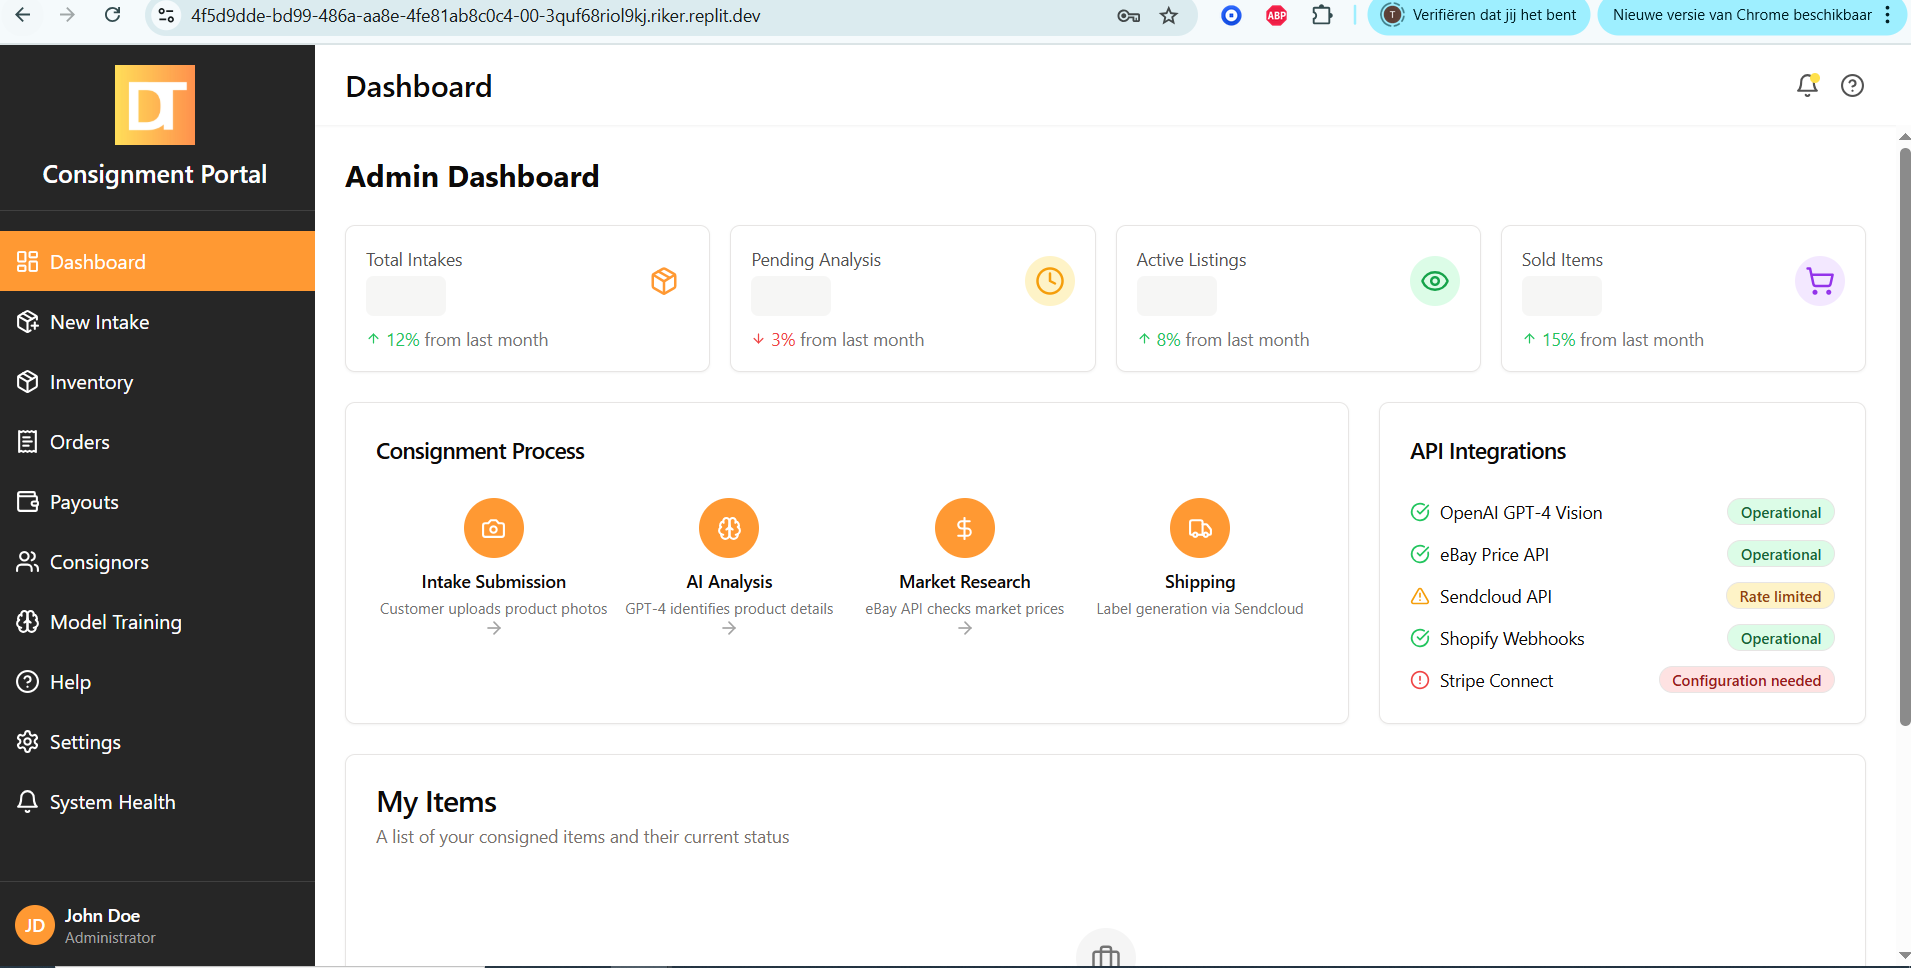 4f5d9dde-bd99-486a-aa8e-4fe81ab8c0c4-00-3quf68riol9kj.riker.replit.dev
ABP
T
Verifiëren dat jij het bent
Nieuwe versie van Chrome beschikbaar
DT
Consignment Portal
Dashboard
New Intake
Inventory
Orders
Payouts
Consignors
Model Training
Help
Settings
System Health
JD
John Doe
Administrator
Dashboard
Admin Dashboard
Total Intakes
12% from last month
Pending Analysis
3% from last month
Active Listings
8% from last month
Sold Items
15% from last month
Consignment Process
Intake Submission
Customer uploads product photos
AI Analysis
GPT-4 identifies product details
Market Research
eBay API checks market prices
Shipping
Label generation via Sendcloud
API Integrations
OpenAI GPT-4 Vision Operational
eBay Price API Operational
Sendcloud API Rate limited
Shopify Webhooks Operational
Stripe Connect Configuration needed
My Items
A list of your consigned items and their current status